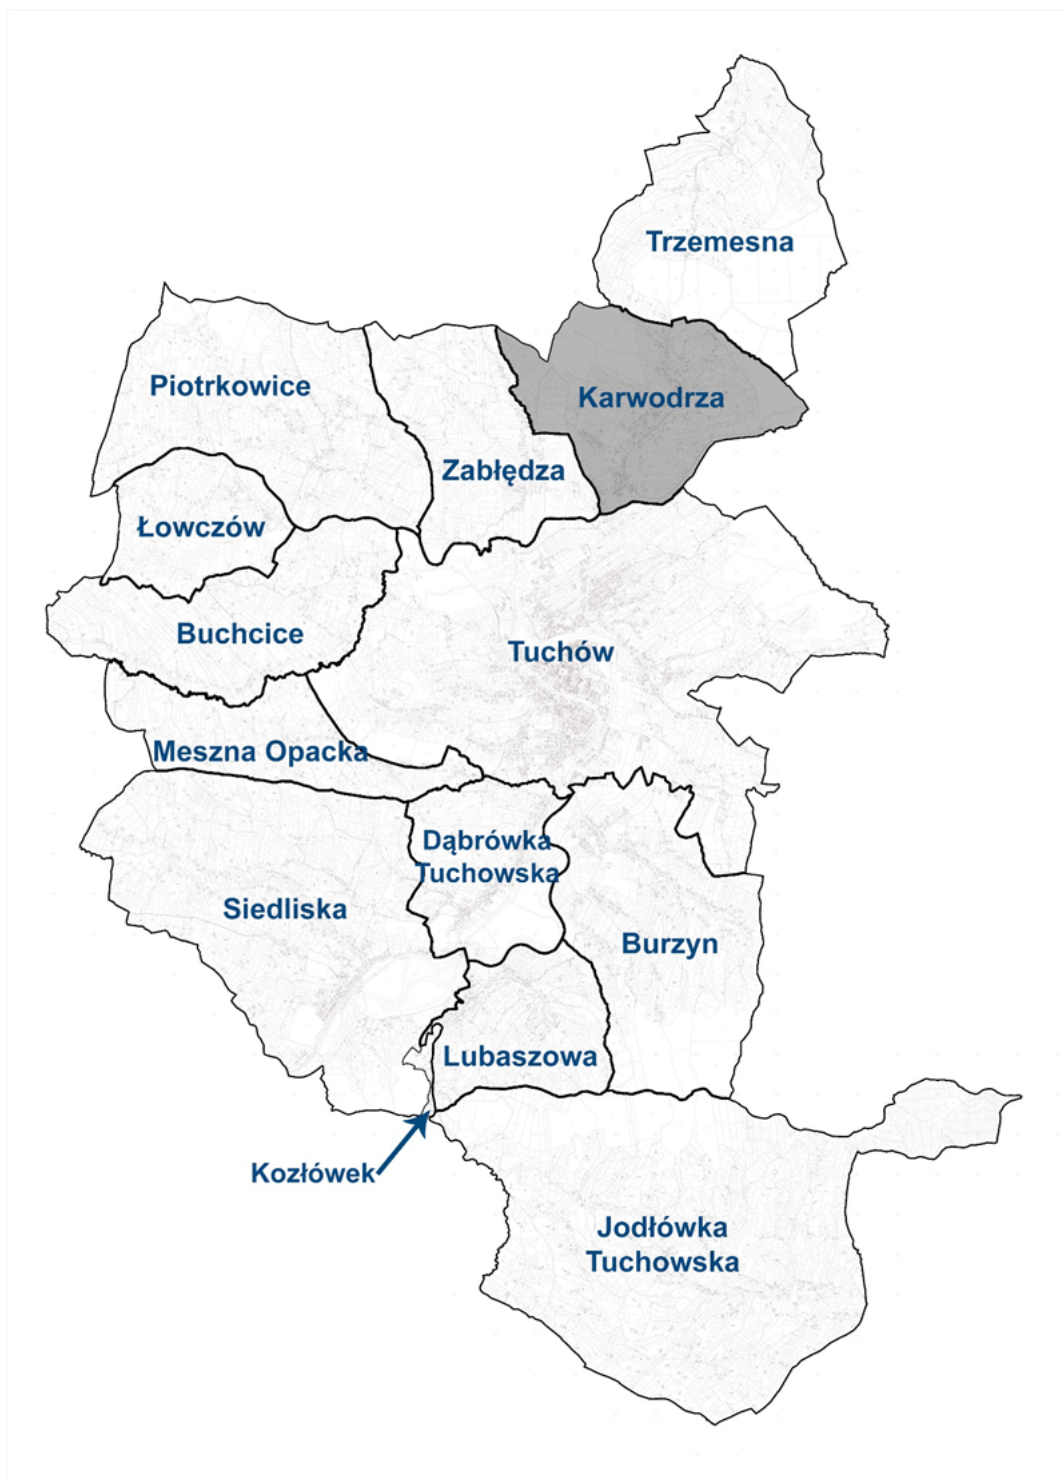 Trzemesna
Karwodrza
Piotrkowice
Zabłędza
Łowczów
Buchcice
Tuchów
Meszna Opacka
Dąbrówka
Tuchowska
Siedliska
Burzyn
Lubaszowa
Kozłówek
Jodłówka
Tuchowska